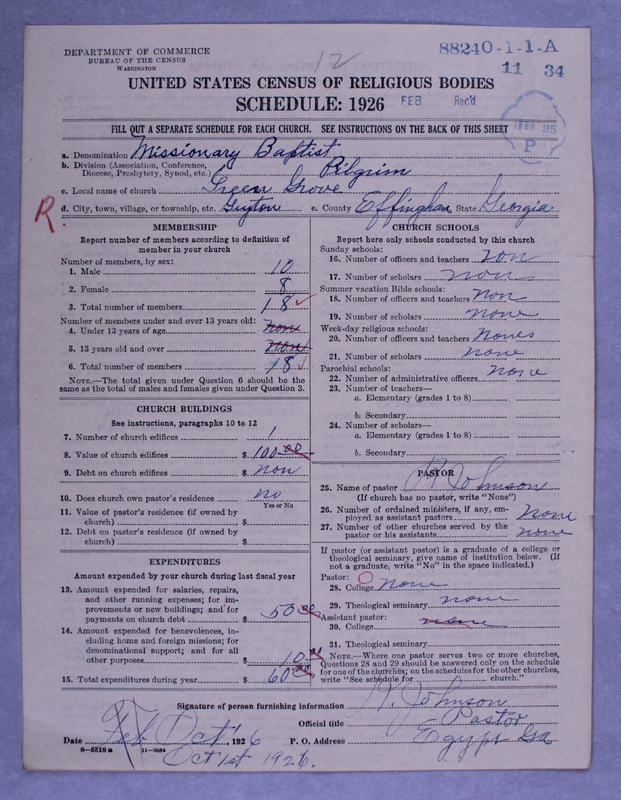 DEPARTMENT OF COMMERCE
BUREAU OF THE CENSUS
WASHINGTON
12
88240-1-1-A
11 34
UNITED STATES CENSUS OF RELIGIOUS BODIES
SCHEDULE: 1926
FEB Rec'd
FEB 25
P
FILL OUT A SEPARATE SCHEDULE FOR EACH CHURCH. SEE INSTRUCTIONS ON THE BACK OF THIS SHEET
a. Denomination Missionary Baptist
b. Division (Association, Conference, Diocese, Presbytery, Synod, etc.) Pilgrim
c. Local name of church Green Grove
R.
d. City, town, village, or township, etc. Guyton e. County Effingham State Georgia
MEMBERSHIP
Report number of members according to definition of
member in your church
Number of members, by sex:
1. Male 10
2. Female 8
3. Total number of members 18
Number of members under and over 13 years old:
4. Under 13 years of age non
5. 13 years old and over non
6. Total number of members 18
NOTE.—The total given under Question 6 should be the
same as the total of males and females given under Question 3.
CHURCH BUILDINGS
See instructions, paragraphs 10 to 12
7. Number of church edifices 1
8. Value of church edifices $ 100.00
9. Debt on church edifices $ non
10. Does church own pastor's residence no
Yes or No
11. Value of pastor's residence (if owned by
church) $
12. Debt on pastor's residence (if owned by
church) $
EXPENDITURES
Amount expended by your church during last fiscal year
13. Amount expended for salaries, repairs,
and other running expenses; for im-
provements or new buildings; and for
payments on church debt $ 50.00
14. Amount expended for benevolences, in-
cluding home and foreign missions; for
denominational support; and for all
other purposes $ 10.00
15. Total expenditures during year $ 60.00
CHURCH SCHOOLS
Report here only schools conducted by this church
Sunday schools:
16. Number of officers and teachers non
17. Number of scholars non
Summer vacation Bible schools:
18. Number of officers and teachers non
19. Number of scholars none
Week-day religious schools:
20. Number of officers and teachers Nones
21. Number of scholars none
Parochial schools:
22. Number of administrative officers none
23. Number of teachers—
a. Elementary (grades 1 to 8)
b. Secondary
24. Number of scholars—
a. Elementary (grades 1 to 8)
b. Secondary
PASTOR
25. Name of pastor Johnson
(If church has no pastor, write "None")
26. Number of ordained ministers, if any, em-
ployed as assistant pastors none
27. Number of other churches served by the
pastor or his assistants none
If pastor (or assistant pastor) is a graduate of a college or
theological seminary, give name of institution below. (If
not a graduate, write "No" in the space indicated.)
Pastor:
28. College none
29. Theological seminary none
Assistant pastor:
30. College none
31. Theological seminary
NOTE.—Where one pastor serves two or more churches,
Questions 28 and 29 should be answered only on the schedule
for one of the churches; on the schedules for the other churches,
write "See schedule for church."
Signature of person furnishing information Johnson
Official title Pastor
Date Feb Oct 1, 1926 P. O. Address Egypt Ga
8-5518 a 11-9034
Oct 1st 1926.